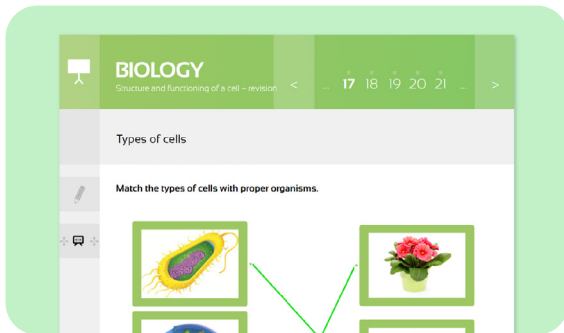 BIOLOGY
Structure and functioning of a cell – revision
< ... 17 18 19 20 21 ... >
Types of cells
Match the types of cells with proper organisms.